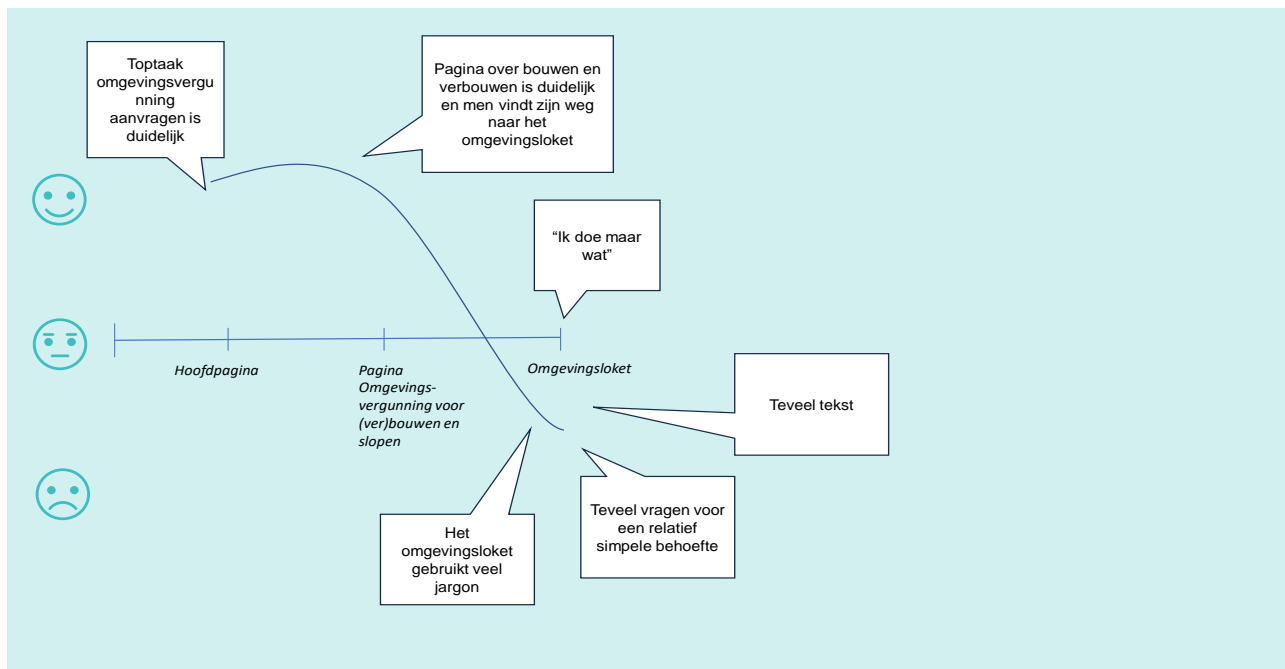 Toptaak
omgevingsvergu
nning
aanvragen is
duidelijk
Pagina over bouwen en
verbouwen is duidelijk
en men vindt zijn weg
naar het
omgevingsloket
“Ik doe maar
wat”
Hoofdpagina
Pagina
Omgevings-
vergunning voor
(ver)bouwen en
slopen
Omgevingsloket
Teveel tekst
Het
omgevingsloket
gebruikt veel
jargon
Teveel vragen voor
een relatief
simpele behoefte